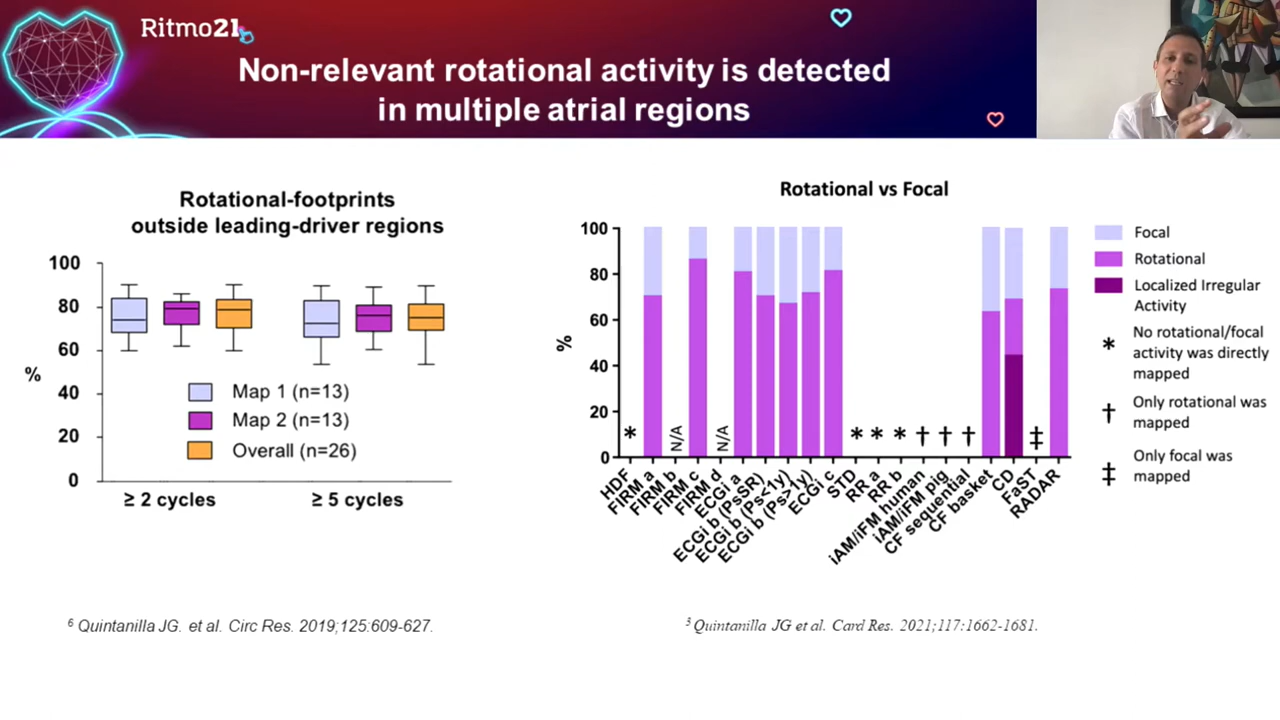 Ritmo21
Non-relevant rotational activity is detected
in multiple atrial regions
Rotational-footprints
outside leading-driver regions
100
80
60
%
40
20
0
Map 1 (n=13)
Map 2 (n=13)
Overall (n=26)
≥ 2 cycles
≥ 5 cycles
⁶ Quintanilla JG. et al. Circ Res. 2019;125:609-627.
Rotational vs Focal
100
80
60
%
40
20
0
*
N/A
N/A
*
*
*
†
†
†
‡
HDF
FIRM a
FIRM b
FIRM c
FIRM d
ECGi a
ECGi b (PsSR)
ECGi b (Ps<1y)
ECGi b (Ps>1y)
ECGi c
STD
RR a
RR b
iAM/iFM human
iAM/iFM pig
CF sequential
CF basket
CD
FaST
RADAR
Focal
Rotational
Localized Irregular
Activity
* No rotational/focal
activity was directly
mapped
† Only rotational was
mapped
‡ Only focal was
mapped
³ Quintanilla JG et al. Card Res. 2021;117:1662-1681.